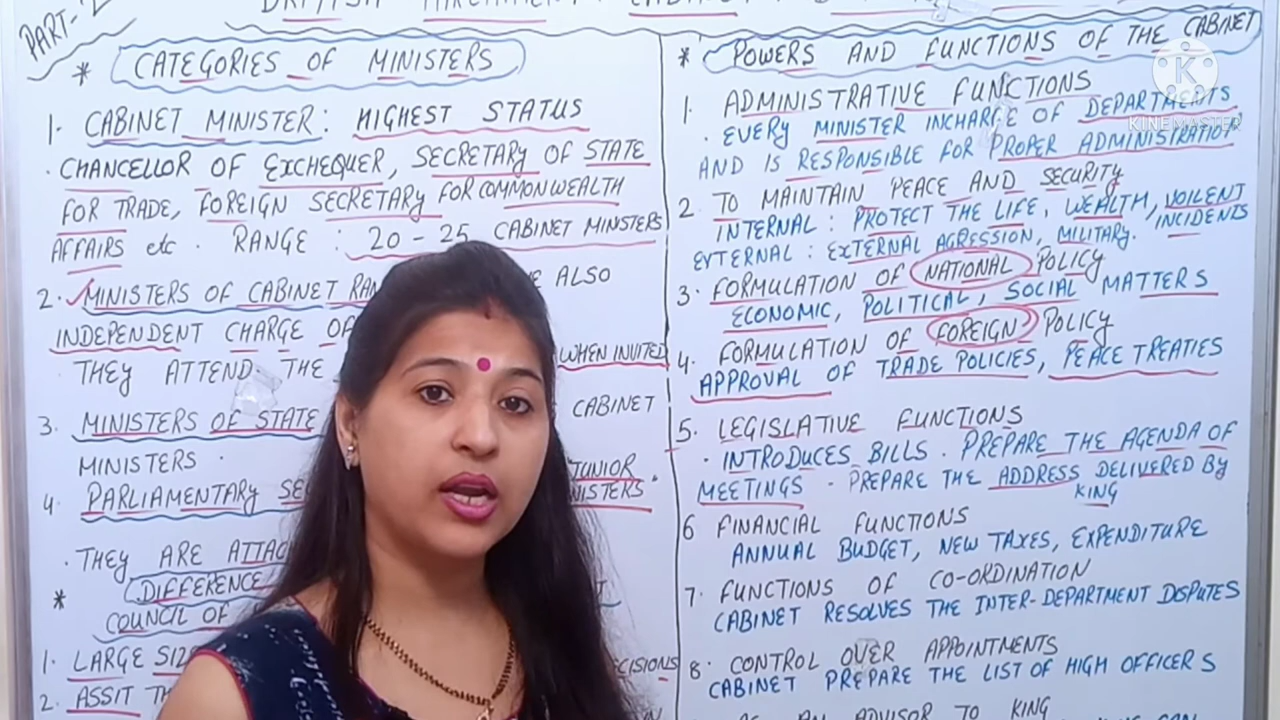 PART-2
BRITISH PARLIAMENT CABINET
* CATEGORIES OF MINISTERS
1. CABINET MINISTER: HIGHEST STATUS
. CHANCELLOR OF EXCHEQUER, SECRETARY OF STATE
FOR TRADE, FOREIGN SECRETARY FOR COMMONWEALTH
AFFAIRS etc. RANGE: 20-25 CABINET MINSTERS
2. ✓MINISTERS OF CABINET ALSO
INDEPENDENT CHARGE
. THEY ATTEND THE WHEN INVITED
3. MINISTERS OF STATE CABINET
MINISTERS.
4. PARLIAMENTARY JUNIOR
. THEY ARE
* DIFFERENCE
COUNCIL OF
1. LARGE
2. ASSIT
* POWERS AND FUNCTIONS OF THE CABINET
1. ADMINISTRATIVE FUNCTIONS
. EVERY MINISTER INCHARGE OF DEPARTMENTS
AND IS RESPONSIBLE FOR PROPER ADMINISTRATION
2. TO MAINTAIN PEACE AND SECURITY
INTERNAL: PROTECT THE LIFE, WEALTH, VOILENT
INCIDENTS
EXTERNAL: EXTERNAL AGRESSION, MILITARY.
3. FORMULATION OF NATIONAL POLICY
ECONOMIC, POLITICAL, SOCIAL MATTERS
4. FORMULATION OF FOREIGN POLICY
APPROVAL OF TRADE POLICIES, PEACE TREATIES
5. LEGISLATIVE FUNCTIONS
. INTRODUCES BILLS. PREPARE THE AGENDA OF
MEETINGS. PREPARE THE ADDRESS DELIVERED BY
KING
6 FINANCIAL FUNCTIONS
ANNUAL BUDGET, NEW TAXES, EXPENDITURE
7. FUNCTIONS OF CO-ORDINATION
CABINET RESOLVES THE INTER-DEPARTMENT DISPUTES
8. CONTROL OVER APPOINTMENTS
CABINET PREPARE THE LIST OF HIGH OFFICERS
AS AN ADVISOR TO KING
K
KINEMASTER